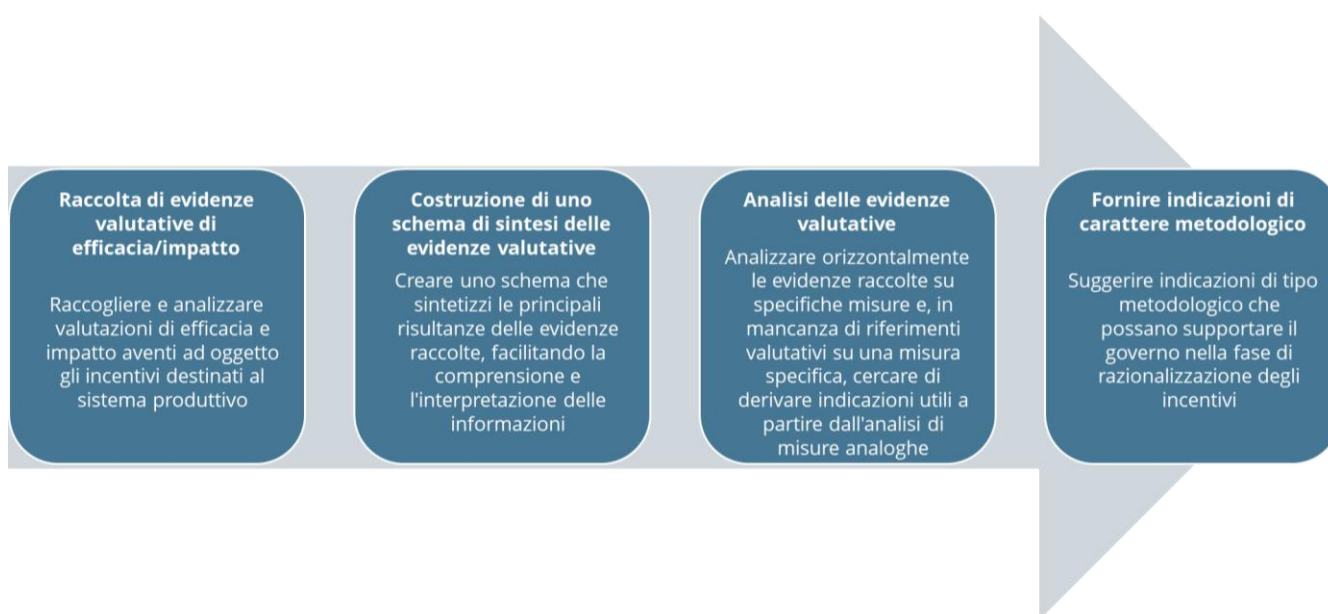 Raccolta di evidenze
valutative di
efficacia/impatto
Raccogliere e analizzare
valutazioni di efficacia e
impatto aventi ad oggetto
gli incentivi destinati al
sistema produttivo
Costruzione di uno
schema di sintesi delle
evidenze valutative
Creare uno schema che
sintetizzi le principali
risultanze delle evidenze
raccolte, facilitando la
comprensione e
l'interpretazione delle
informazioni
Analisi delle evidenze
valutative
Analizzare orizzontalmente
le evidenze raccolte su
specifiche misure e, in
mancanza di riferimenti
valutativi su una misura
specifica, cercare di
derivare indicazioni utili a
partire dall'analisi di
misure analoghe
Fornire indicazioni di
carattere metodologico
Suggerire indicazioni di tipo
metodologico che
possano supportare il
governo nella fase di
razionalizzazione degli
incentivi